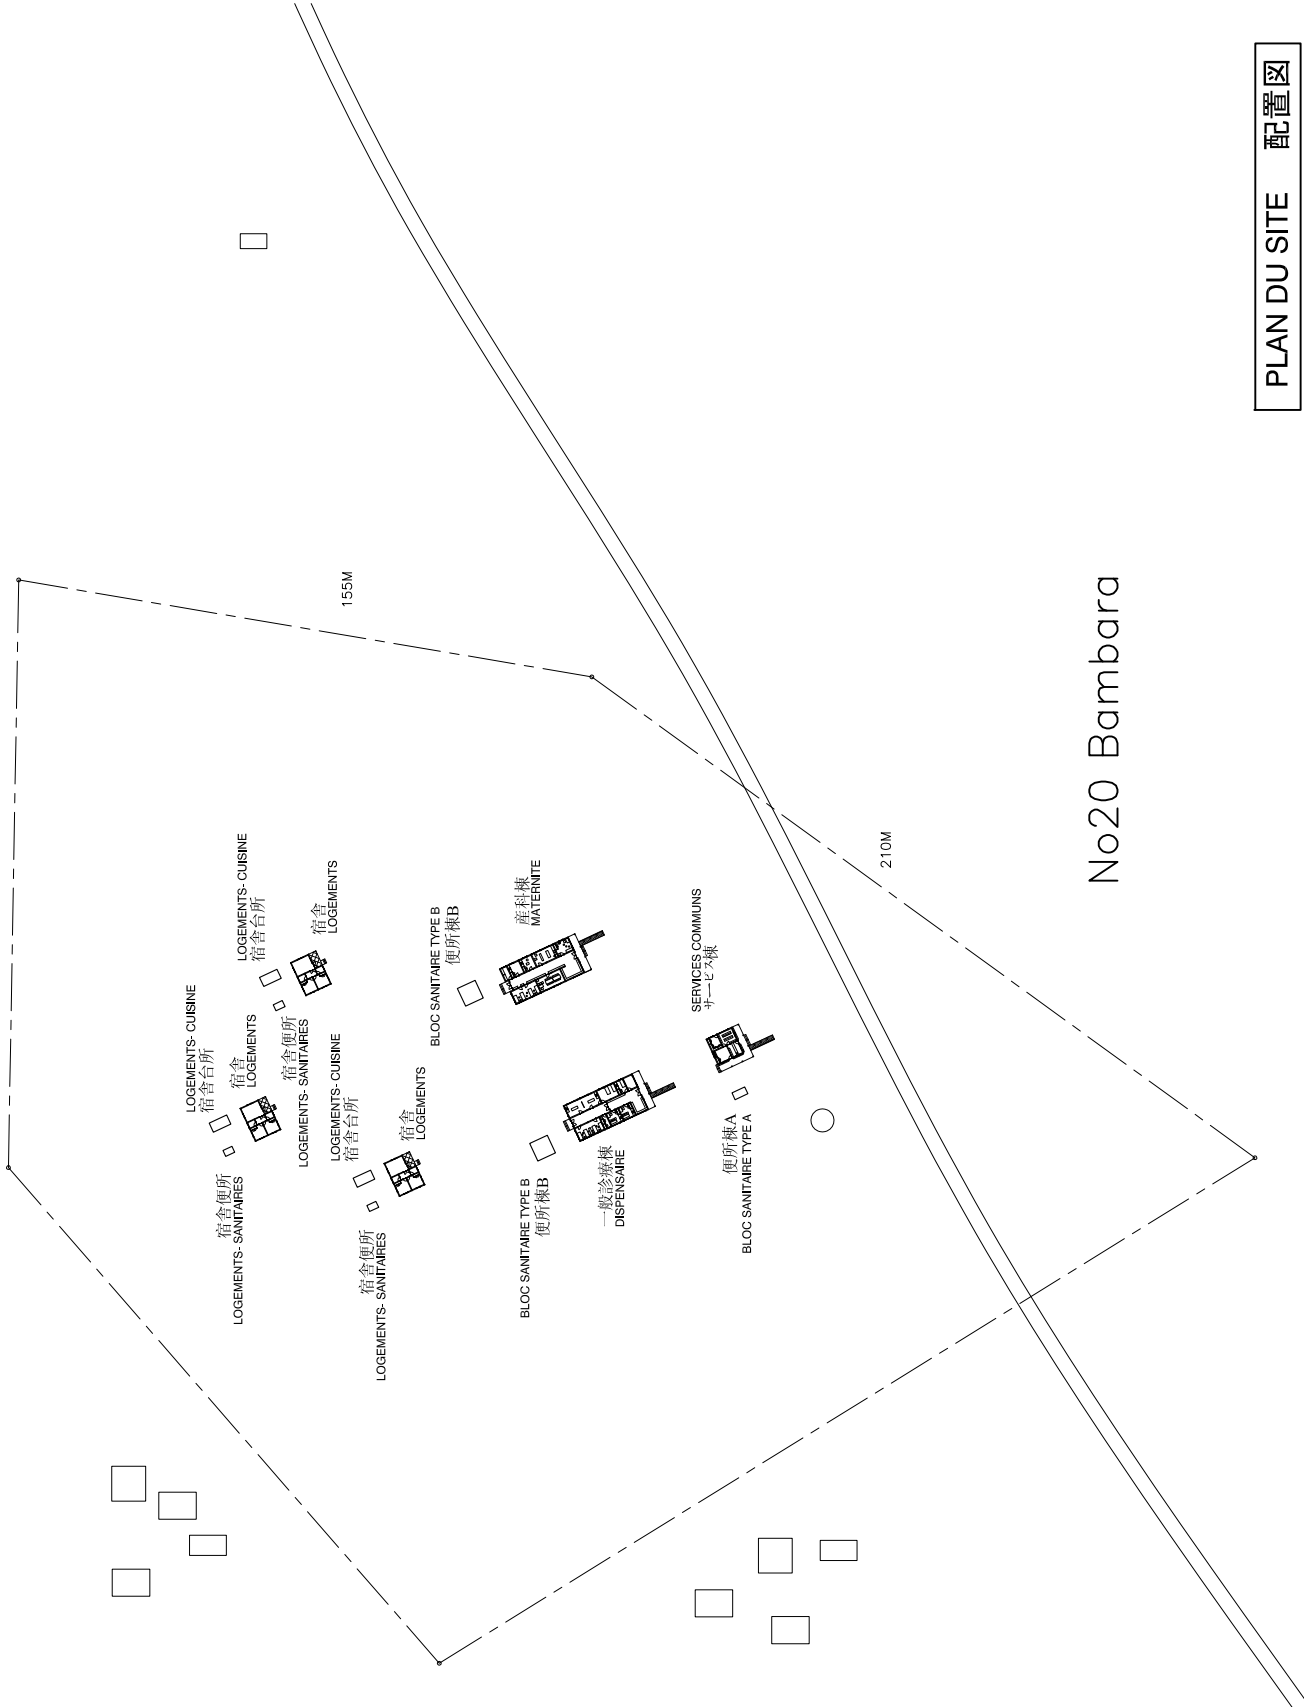 PLAN DU SITE 配置図
No20 Bambara
155M
210M
LOGEMENTS- CUISINE
宿舎台所
宿舎
LOGEMENTS
宿舎便所
LOGEMENTS- SANITAIRES
LOGEMENTS- CUISINE
宿舎台所
宿舎
LOGEMENTS
宿舎便所
LOGEMENTS- SANITAIRES
LOGEMENTS- CUISINE
宿舎台所
宿舎
LOGEMENTS
宿舎便所
LOGEMENTS- SANITAIRES
BLOC SANITAIRE TYPE B
便所棟B
産科棟
MATERNITE
BLOC SANITAIRE TYPE B
便所棟B
一般診療棟
DISPENSAIRE
SERVICES COMMUNS
サービス棟
便所棟A
BLOC SANITAIRE TYPE A